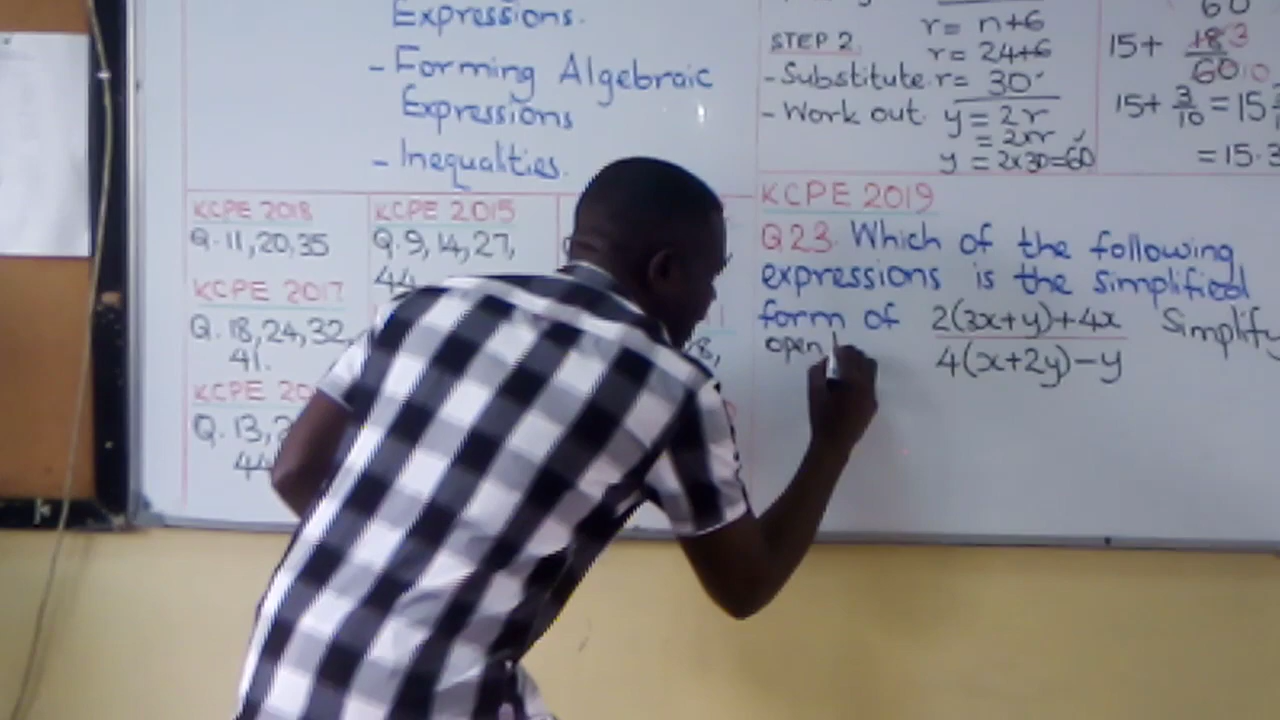 Expressions.
- Forming Algebraic
Expressions
- Inequalities.
KCPE 2018
Q. 11,20,35
KCPE 2017
Q. 18,24,32,
41.
KCPE
Q. 13,
KCPE 2015
Q. 9,14,27,
44
8,
r = n+6
STEP 2
r = 24+6
- Substitute. r = 30
- Work out. y = 2r
= 2xr
y = 2x30=60
60
15+ 18 3
60 10
15+ 3/10 = 15
= 15.3
KCPE 2019
Q23. Which of the following
expressions is the simplified
form of 2(3x+y)+4x Simplify
4(x+2y)-y
open